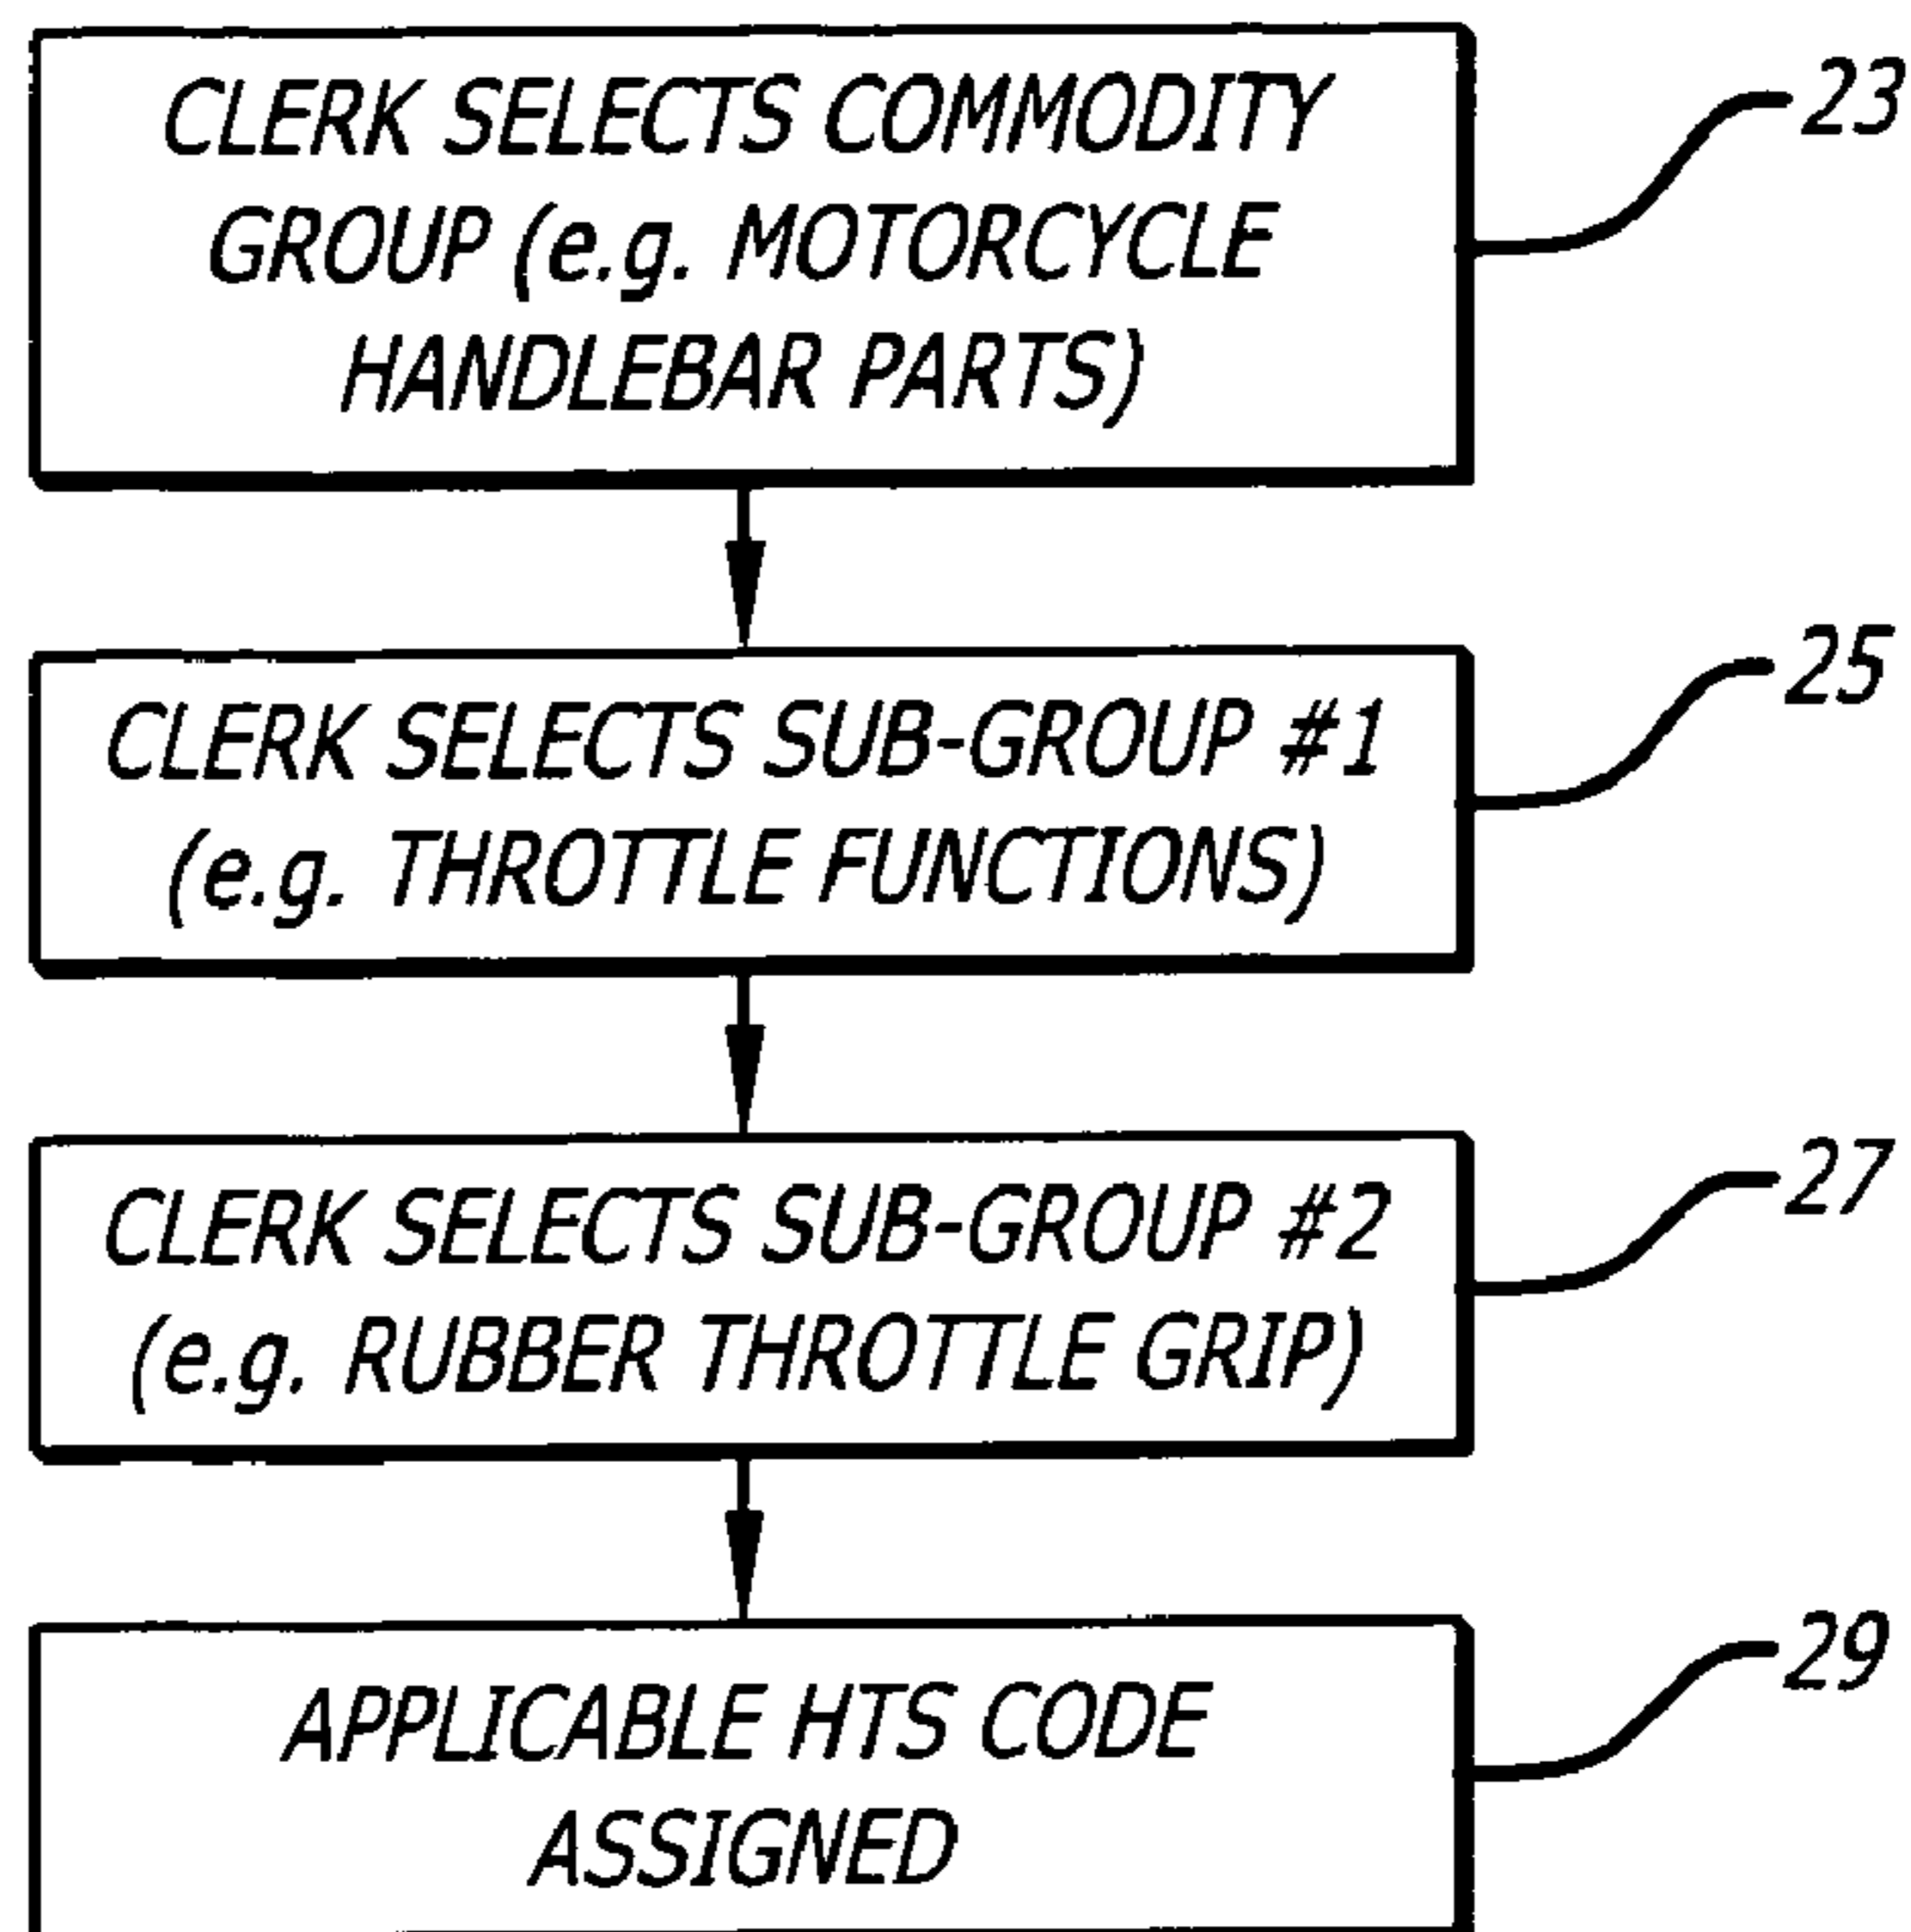 CLERK SELECTS COMMODITY
GROUP (e.g. MOTORCYCLE
HANDLEBAR PARTS)
23
CLERK SELECTS SUB-GROUP #1
(e.g. THROTTLE FUNCTIONS)
25
CLERK SELECTS SUB-GROUP #2
(e.g. RUBBER THROTTLE GRIP)
27
APPLICABLE HTS CODE
ASSIGNED
29